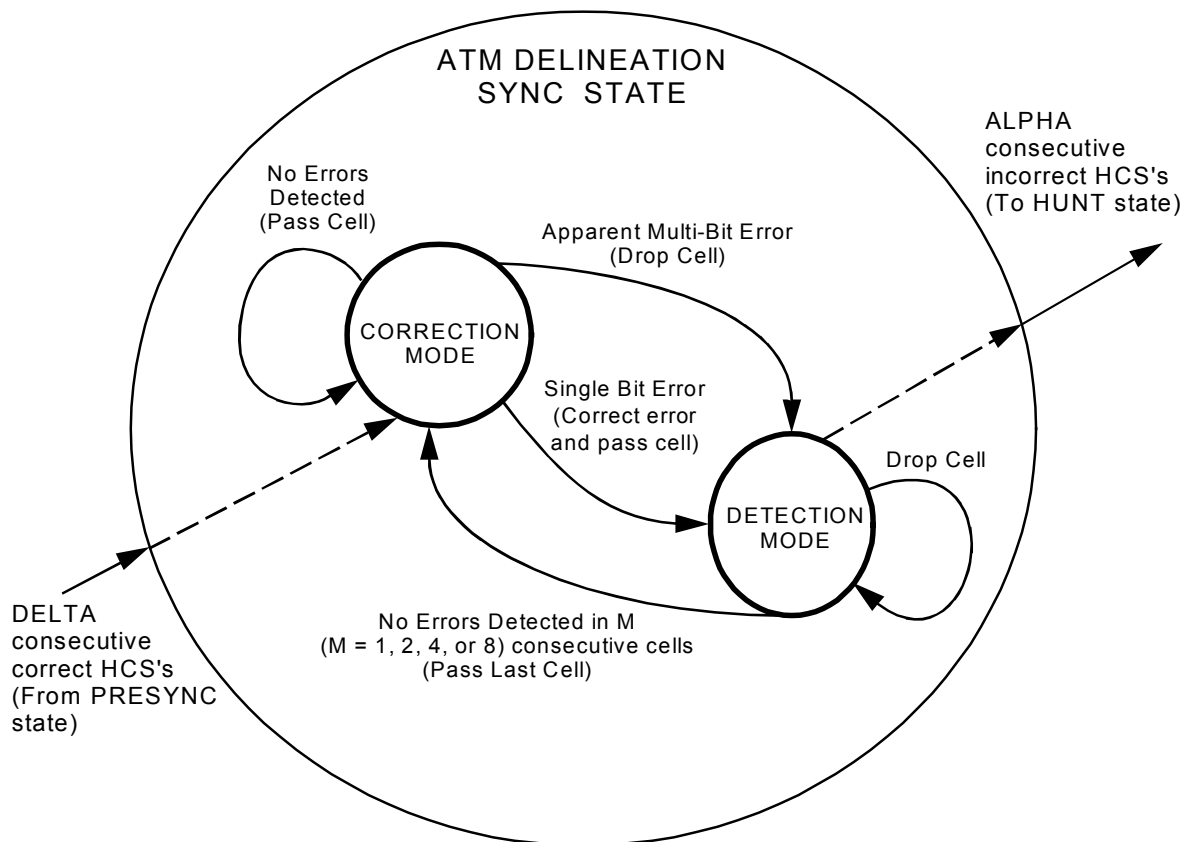 ATM DELINEATION
SYNC STATE
ALPHA
consecutive
incorrect HCS's
(To HUNT state)
No Errors
Detected
(Pass Cell)
Apparent Multi-Bit Error
(Drop Cell)
CORRECTION
MODE
Single Bit Error
(Correct error
and pass cell)
Drop Cell
DETECTION
MODE
DELTA
consecutive
correct HCS's
(From PRESYNC
state)
No Errors Detected in M
(M = 1, 2, 4, or 8) consecutive cells
(Pass Last Cell)